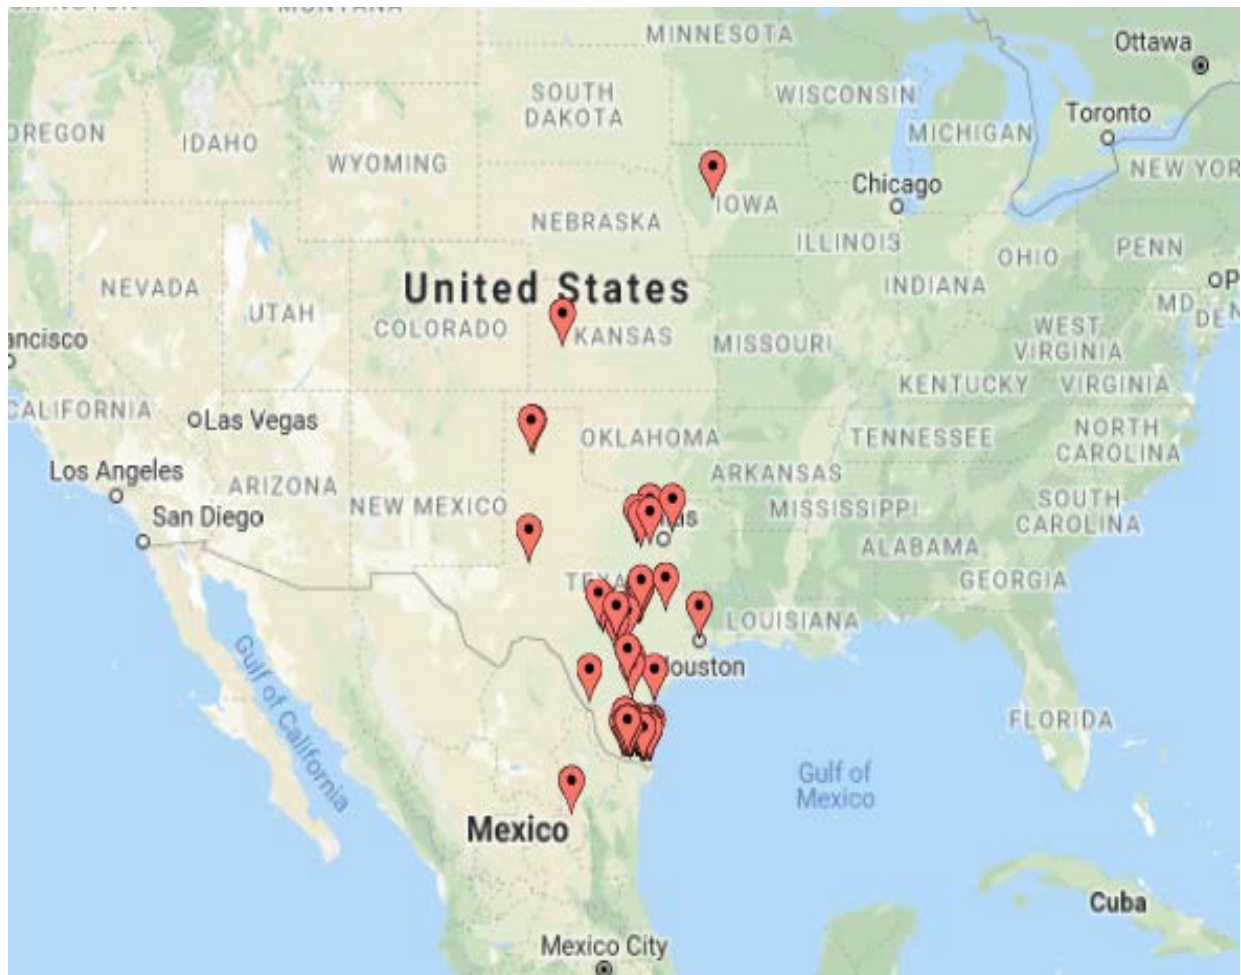 MINNESOTA
Ottawa
SOUTH
DAKOTA
WISCONSIN
MICHIGAN
Toronto
OREGON
IDAHO
WYOMING
NEW YOR
Chicago
IOWA
NEBRASKA
ILLINOIS
OHIO
PENN
INDIANA
NEVADA
United States
UTAH
COLORADO
KANSAS
MISSOURI
WEST
VIRGINIA
MD
DE
N
P
ancisco
KENTUCKY
VIRGINIA
CALIFORNIA
Las Vegas
OKLAHOMA
TENNESSEE
NORTH
CAROLINA
Los Angeles
ARIZONA
NEW MEXICO
ARKANSAS
MISSISSIPPI
SOUTH
CAROLINA
San Diego
ALABAMA
GEORGIA
LOUISIANA
Gulf of California
FLORIDA
Gulf of
Mexico
Mexico
Cuba
Mexico City